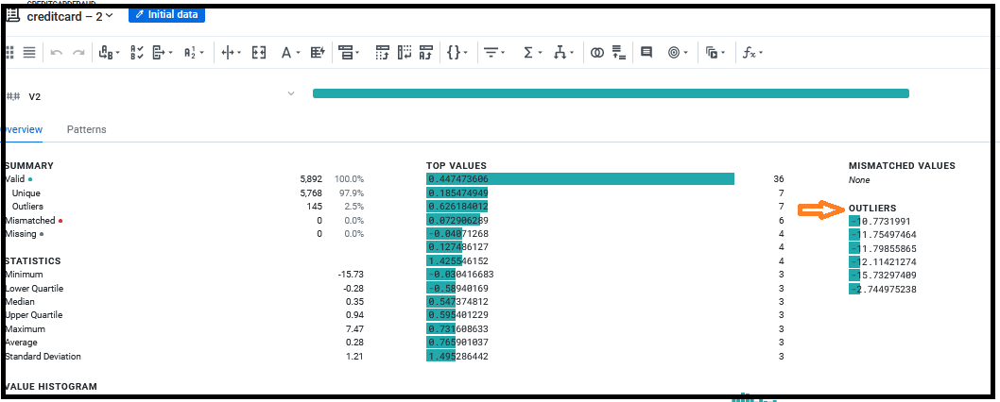 creditcard – 2
Initial data
V2
Overview Patterns
SUMMARY
Valid 5,892 100.0%
Unique 5,768 97.9%
Outliers 145 2.5%
Mismatched 0 0.0%
Missing 0 0.0%
STATISTICS
Minimum -15.73
Lower Quartile -0.28
Median 0.35
Upper Quartile 0.94
Maximum 7.47
Average 0.28
Standard Deviation 1.21
VALUE HISTOGRAM
TOP VALUES
0.447473606 36
0.185474949 7
0.626184012 7
0.072906289 6
-0.04071268 4
0.127486127 4
1.425546152 4
-0.030416683 3
-0.58940169 3
0.547374812 3
0.595401229 3
0.731608633 3
0.765901037 3
1.495286442 3
MISMATCHED VALUES
None
OUTLIERS
-10.7731991
-11.75497464
-11.79855865
-12.11421274
-15.73297409
-2.744975238